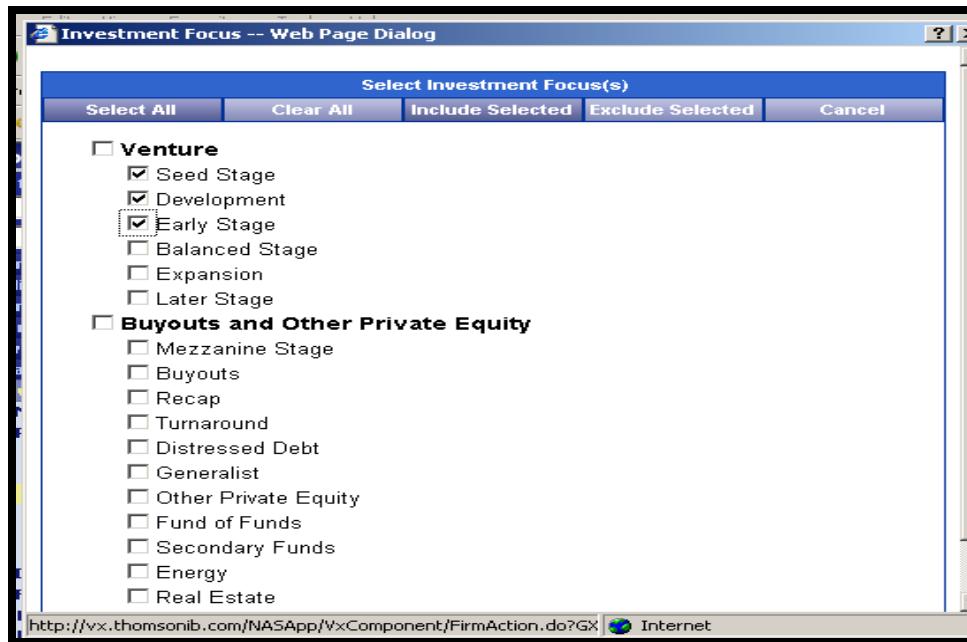 Investment Focus -- Web Page Dialog
Select Investment Focus(s)
Select All Clear All Include Selected Exclude Selected Cancel
Venture
Seed Stage
Development
Early Stage
Balanced Stage
Expansion
Later Stage
Buyouts and Other Private Equity
Mezzanine Stage
Buyouts
Recap
Turnaround
Distressed Debt
Generalist
Other Private Equity
Fund of Funds
Secondary Funds
Energy
Real Estate
http://vx.thomsonib.com/NASApp/VxComponent/FirmAction.do?GX Internet